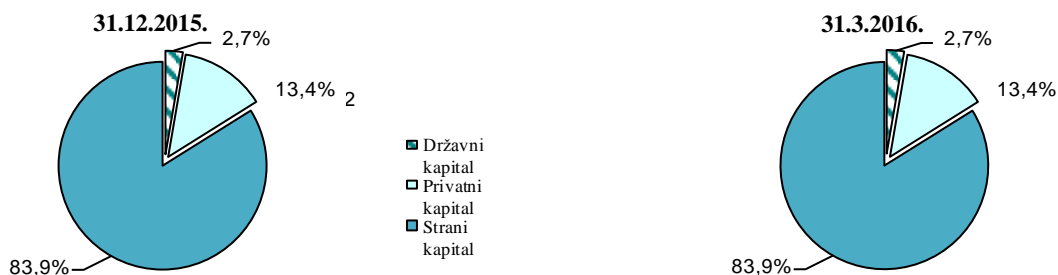 31.12.2015.
2,7%
13,4%
2
83,9%
Državni
kapital
Privatni
kapital
Strani
kapital
31.3.2016.
2,7%
13,4%
83,9%